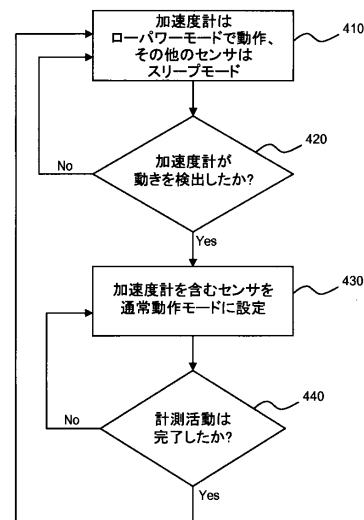 加速度計は
ローパワーモードで動作、
その他のセンサは
スリープモード
410
加速度計が
動きを検出したか?
420
No
Yes
加速度計を含むセンサを
通常動作モードに設定
430
計測活動は
完了したか?
440
No
Yes